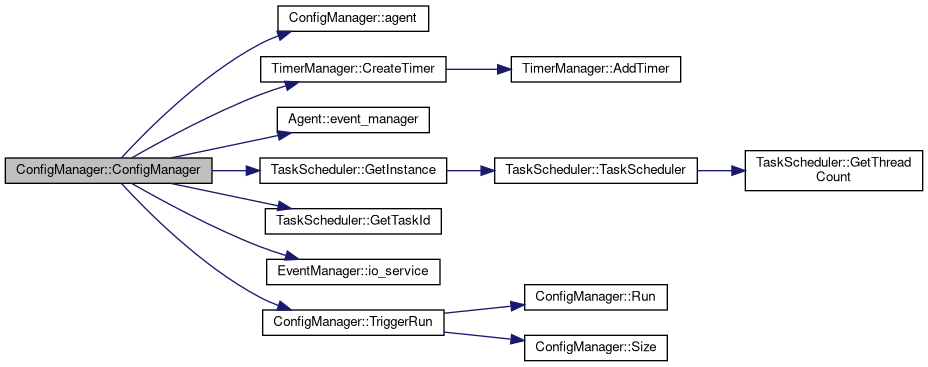 ConfigManager::agent
TimerManager::CreateTimer
TimerManager::AddTimer
Agent::event_manager
ConfigManager::ConfigManager
TaskScheduler::GetInstance
TaskScheduler::TaskScheduler
TaskScheduler::GetThread
Count
TaskScheduler::GetTaskId
EventManager::io_service
ConfigManager::TriggerRun
ConfigManager::Run
ConfigManager::Size